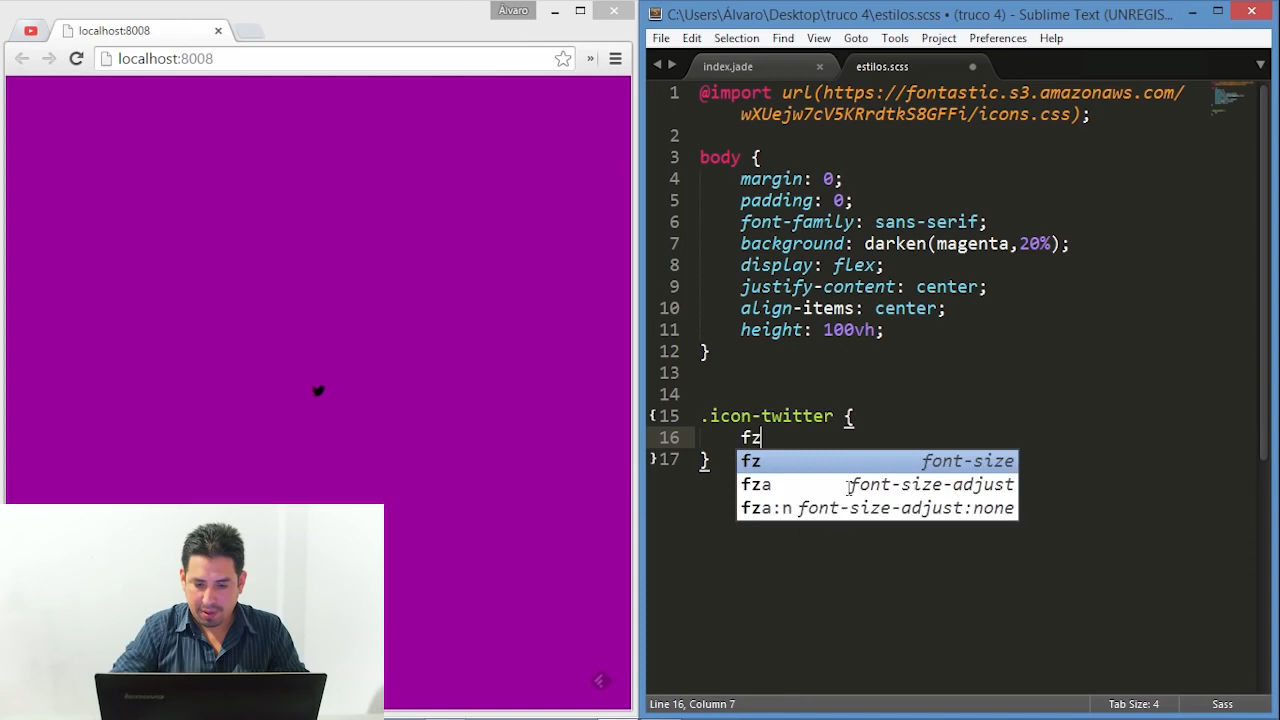 Álvaro
localhost:8008
localhost:8008
»
C:\Users\Álvaro\Desktop\truco 4\estilos.scss • (truco 4) - Sublime Text (UNREGIS...
File Edit Selection Find View Goto Tools Project Preferences Help
index.jade estilos.scss
1 @import url(https://fontastic.s3.amazonaws.com/
wXUejw7cV5KRrdtkS8GFFi/icons.css);
2
3 body {
4 margin: 0;
5 padding: 0;
6 font-family: sans-serif;
7 background: darken(magenta,20%);
8 display: flex;
9 justify-content: center;
10 align-items: center;
11 height: 100vh;
12 }
13
14
15 .icon-twitter {
16 fz
17 }
fz font-size
fza font-size-adjust
fza:n font-size-adjust:none
Line 16, Column 7 Tab Size: 4 Sass